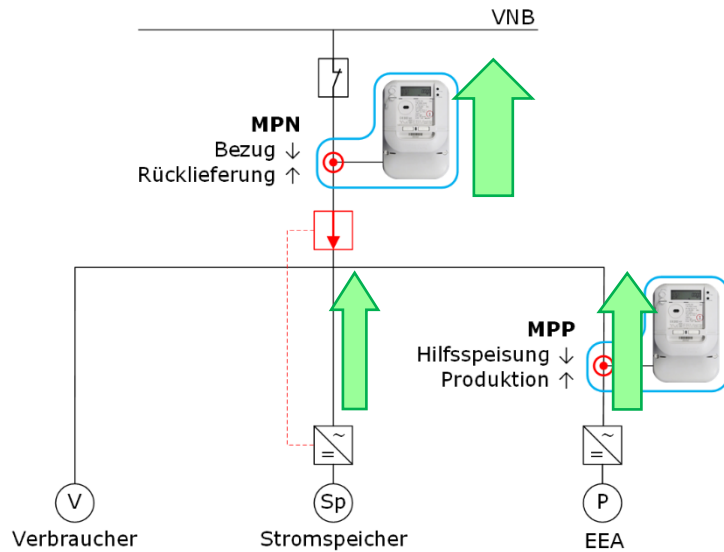 VNB
MPN
Bezug ↓
Rücklieferung ↑
MPP
Hilfsspeisung ↓
Produktion ↑
~
=
~
=
V
Sp
P
Verbraucher
Stromspeicher
EEA